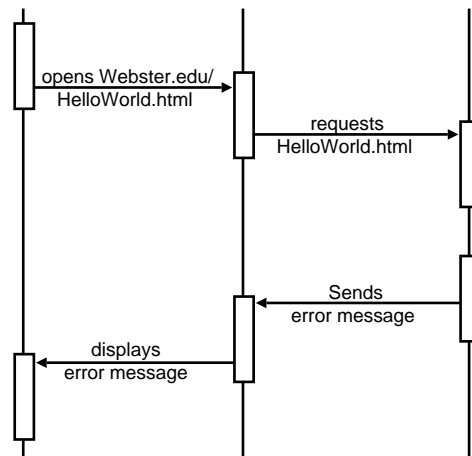 opens Webster.edu/
HelloWorld.html
requests
HelloWorld.html
Sends
error message
displays
error message